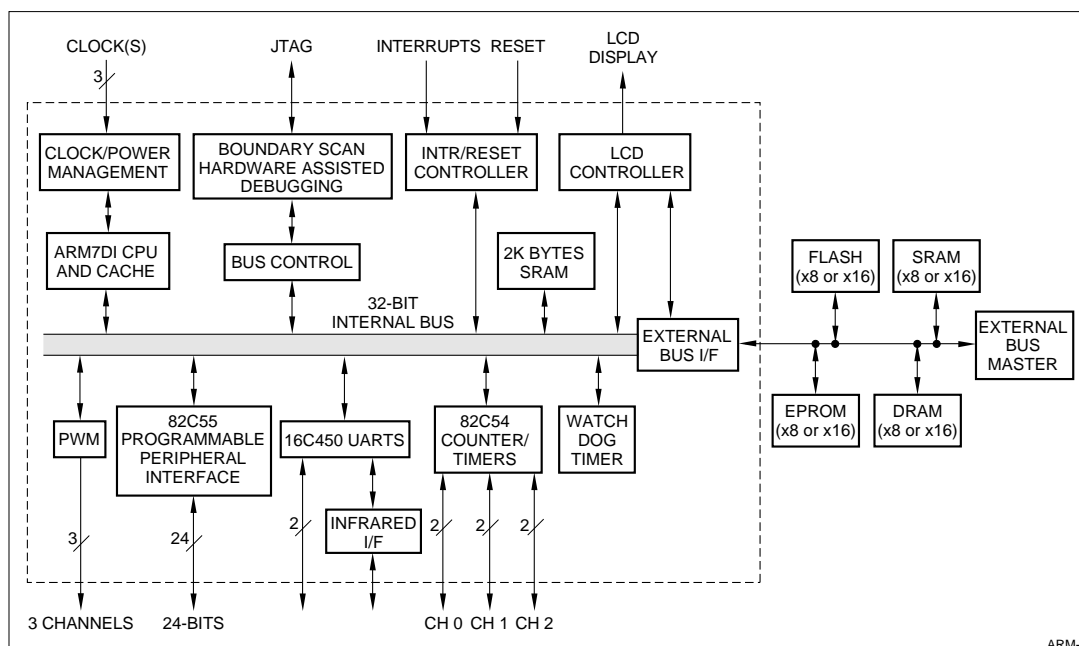 CLOCK(S)
JTAG
INTERRUPTS
RESET
LCD
DISPLAY
3
CLOCK/POWER
MANAGEMENT
BOUNDARY SCAN
HARDWARE ASSISTED
DEBUGGING
INTR/RESET
CONTROLLER
LCD
CONTROLLER
ARM7DI CPU
AND CACHE
BUS CONTROL
2K BYTES
SRAM
FLASH
(x8 or x16)
SRAM
(x8 or x16)
32-BIT
INTERNAL BUS
EXTERNAL
BUS I/F
EXTERNAL
BUS
MASTER
EPROM
(x8 or x16)
DRAM
(x8 or x16)
PWM
82C55
PROGRAMMABLE
PERIPHERAL
INTERFACE
16C450 UARTS
82C54
COUNTER/
TIMERS
WATCH
DOG
TIMER
INFRARED
I/F
3
24
2
2
2
2
3 CHANNELS
24-BITS
CH 0
CH 1
CH 2
ARM-